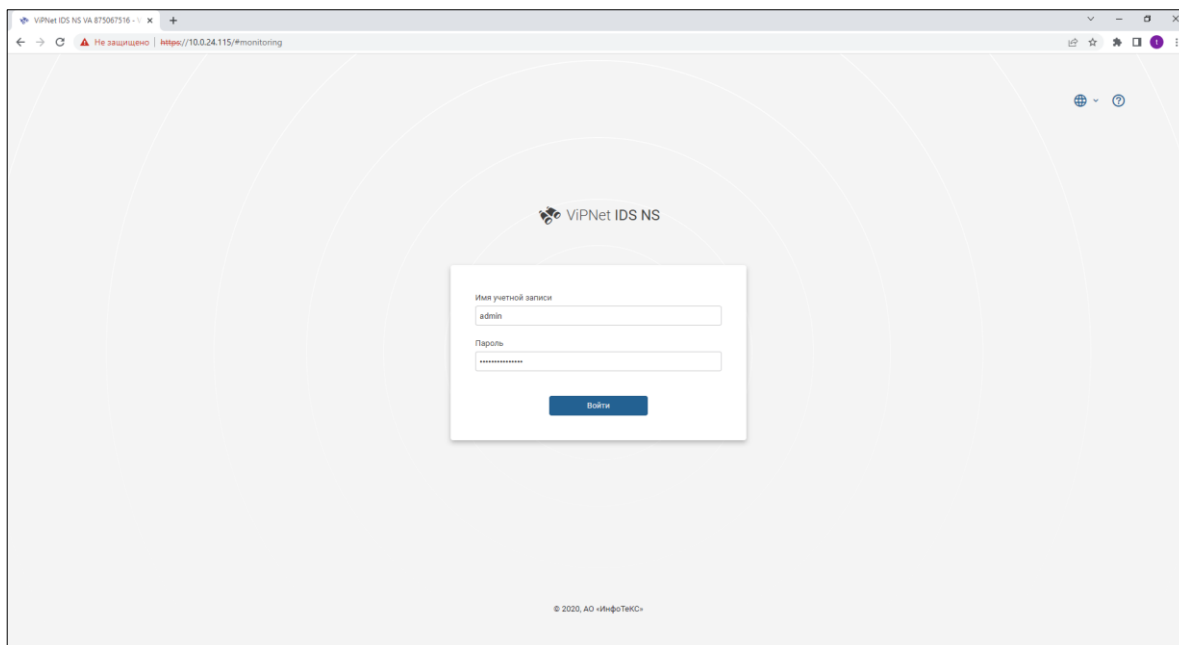 ViPNet IDS NS VA 875067516 -
Не защищено | https://10.0.24.115/#monitoring
ViPNet IDS NS
Имя учетной записи
admin
Пароль
Войти
© 2020, АО «ИнфоТеКС»